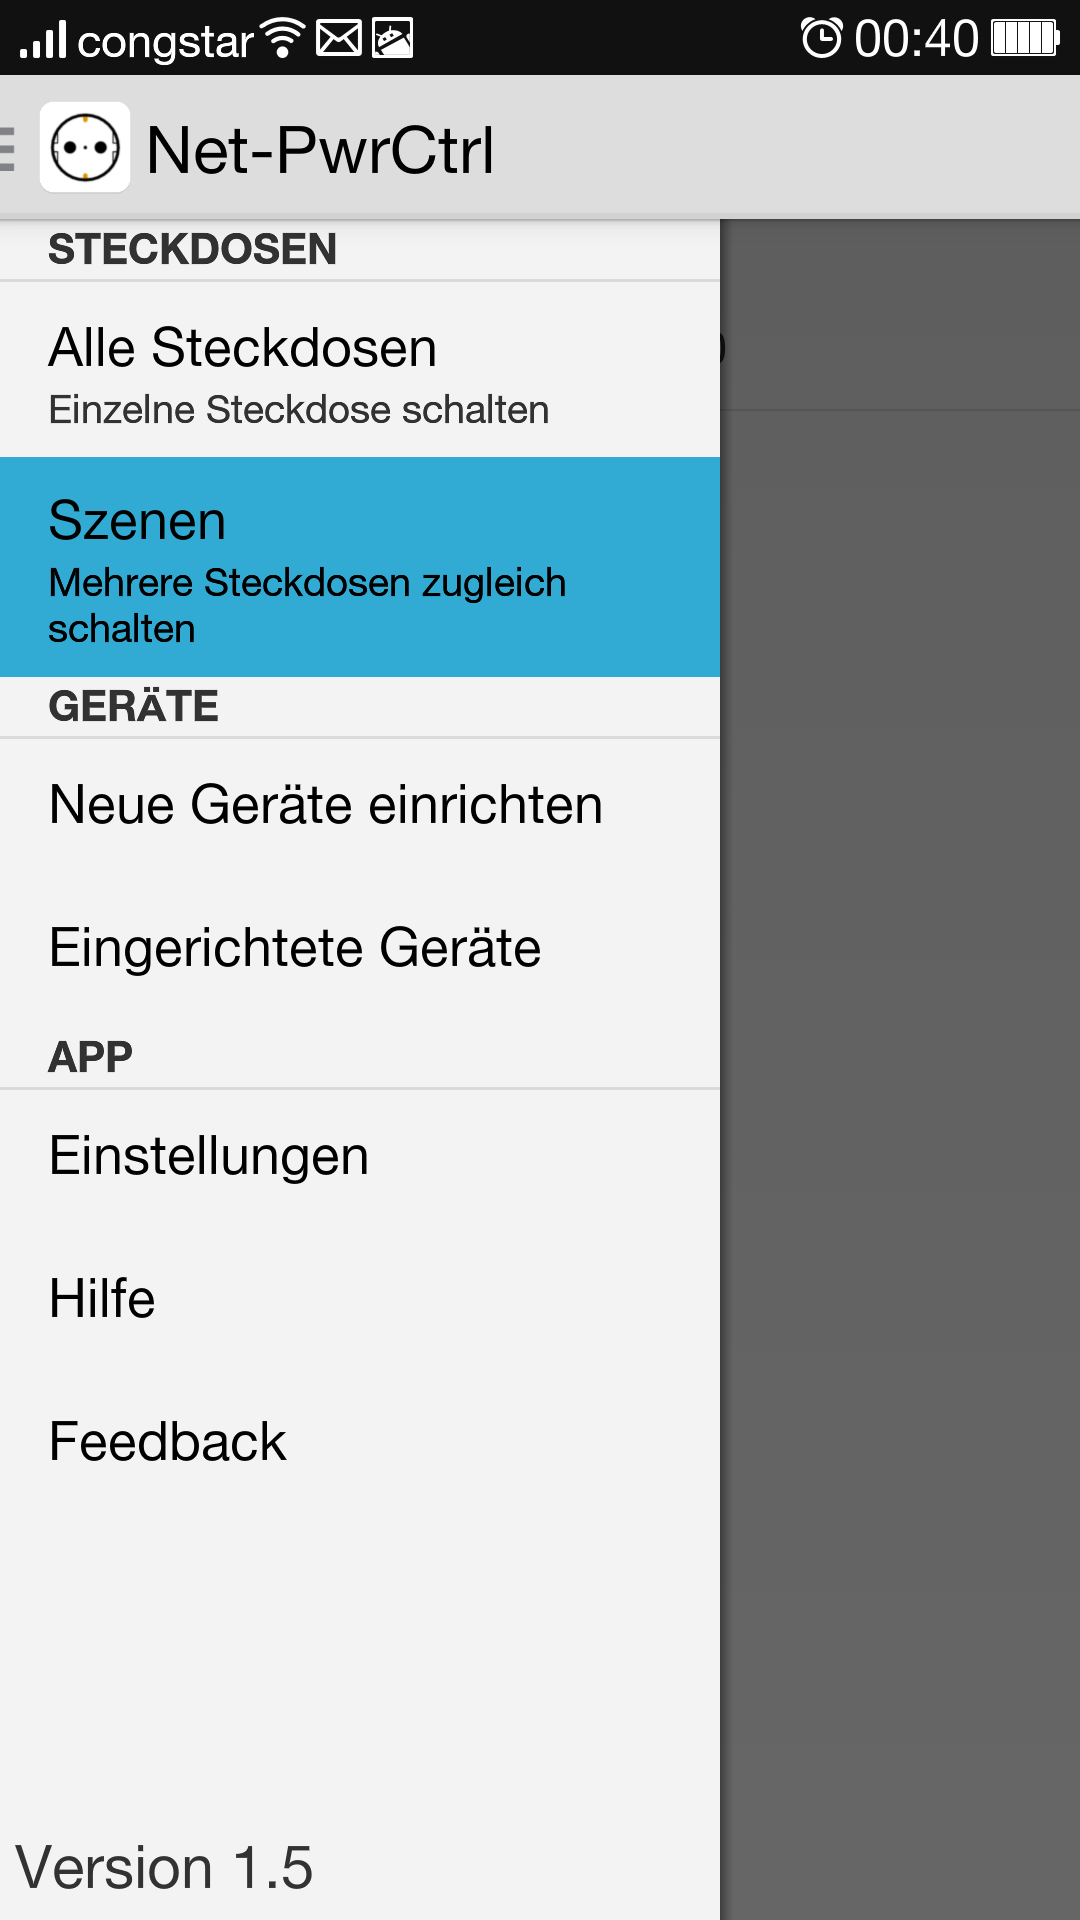 congstar 00:40
Net-PwrCtrl
STECKDOSEN
Alle Steckdosen
Einzelne Steckdose schalten
Szenen
Mehrere Steckdosen zugleich
schalten
GERÄTE
Neue Geräte einrichten
Eingerichtete Geräte
APP
Einstellungen
Hilfe
Feedback
Version 1.5